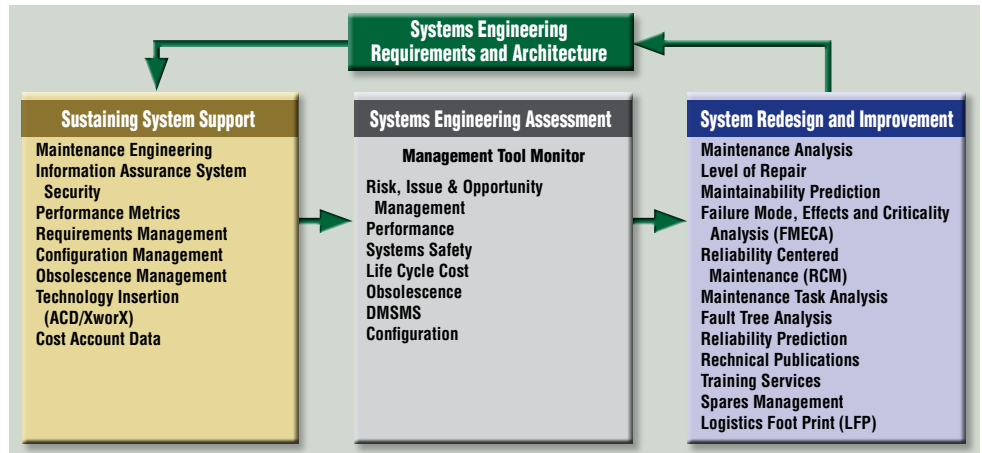 Systems Engineering
Requirements and Architecture
Sustaining System Support
Maintenance Engineering
Information Assurance System
Security
Performance Metrics
Requirements Management
Configuration Management
Obsolescence Management
Technology Insertion
(ACD/XworX)
Cost Account Data
Systems Engineering Assessment
Management Tool Monitor
Risk, Issue & Opportunity
Management
Performance
Systems Safety
Life Cycle Cost
Obsolescence
DMSMS
Configuration
System Redesign and Improvement
Maintenance Analysis
Level of Repair
Maintainability Prediction
Failure Mode, Effects and Criticality
Analysis (FMECA)
Reliability Centered
Maintenance (RCM)
Maintenance Task Analysis
Fault Tree Analysis
Reliability Prediction
Rechnical Publications
Training Services
Spares Management
Logistics Foot Print (LFP)